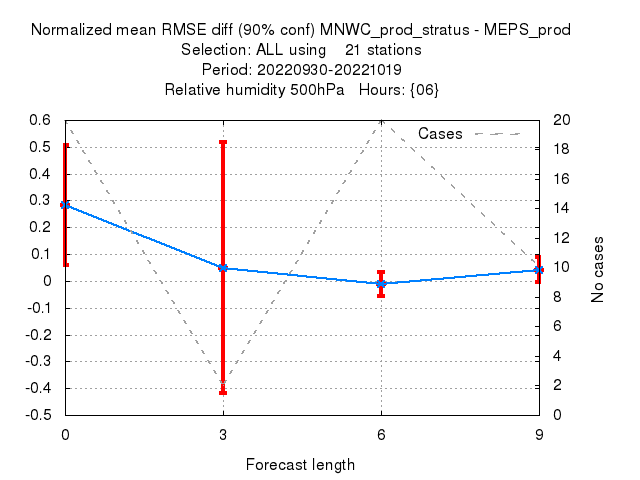 Normalized mean RMSE diff (90% conf) MNWC_prod_stratus - MEPS_prod
Selection: ALL using 21 stations
Period: 20220930-20221019
Relative humidity 500hPa Hours: {06}
Cases
0.6
0.5
0.4
0.3
0.2
0.1
0
-0.1
-0.2
-0.3
-0.4
-0.5
20
18
16
14
12
10
8
6
4
2
0
No cases
0 3 6 9
Forecast length